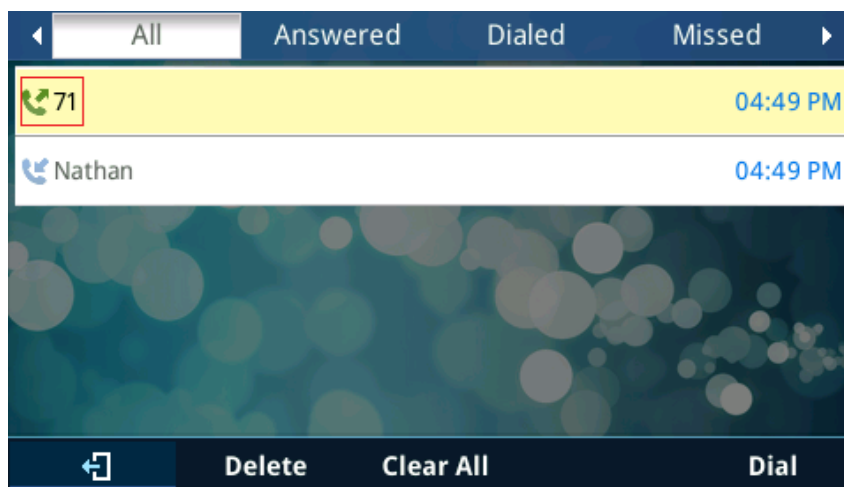 All Answered Dialed Missed
71 04:49 PM
Nathan 04:49 PM
Delete Clear All Dial